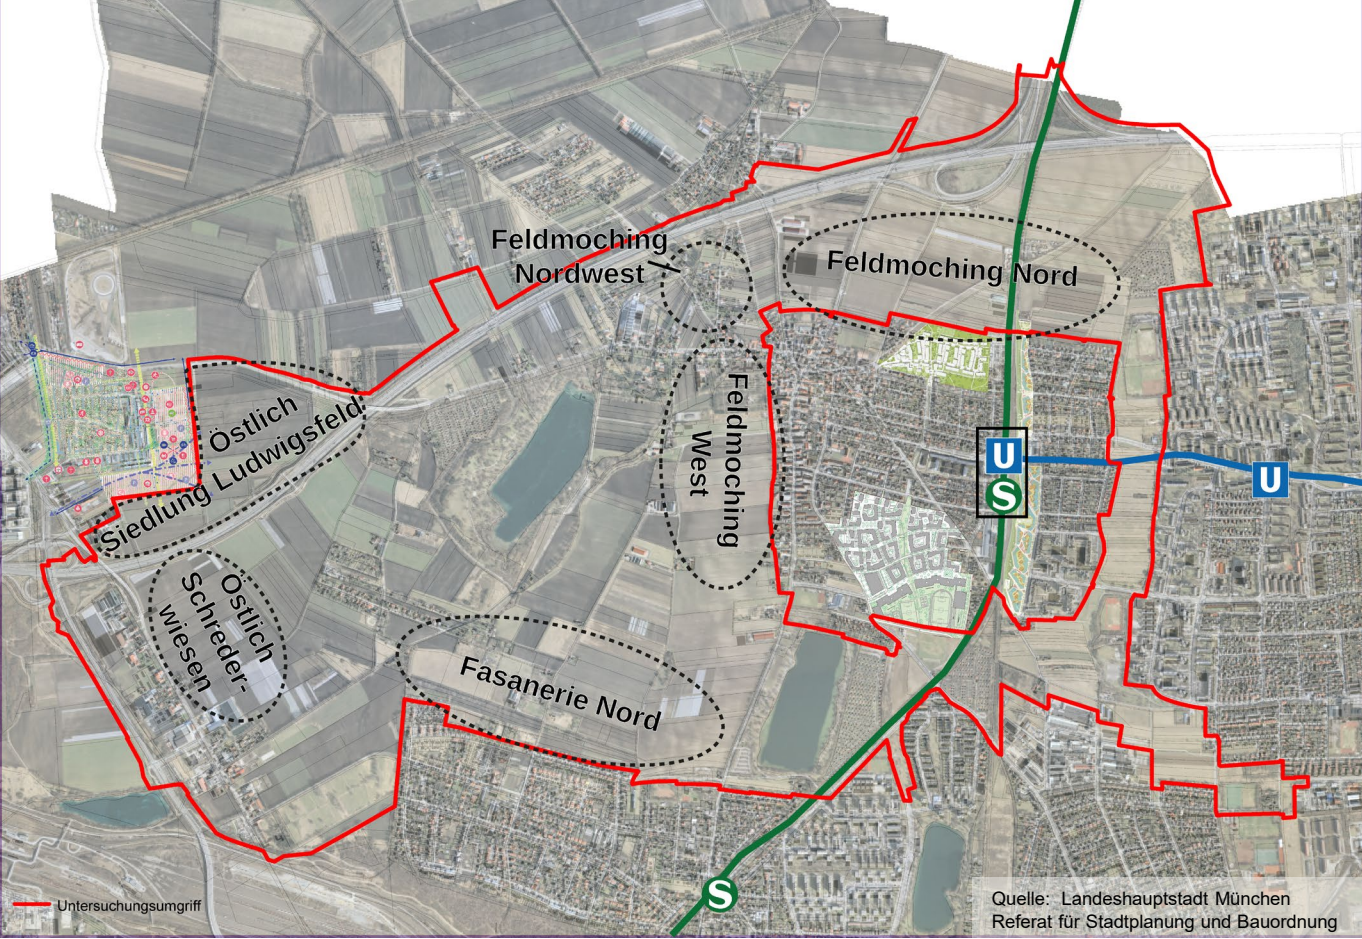 Feldmoching
Nordwest
Feldmoching Nord
Feldmoching
West
Östlich
Siedlung Ludwigsfeld
Östlich
Schreder-
wiesen
Fasanerie Nord
U
S
U
S
Untersuchungsumgriff
Quelle: Landeshauptstadt München
Referat für Stadtplanung und Bauordnung